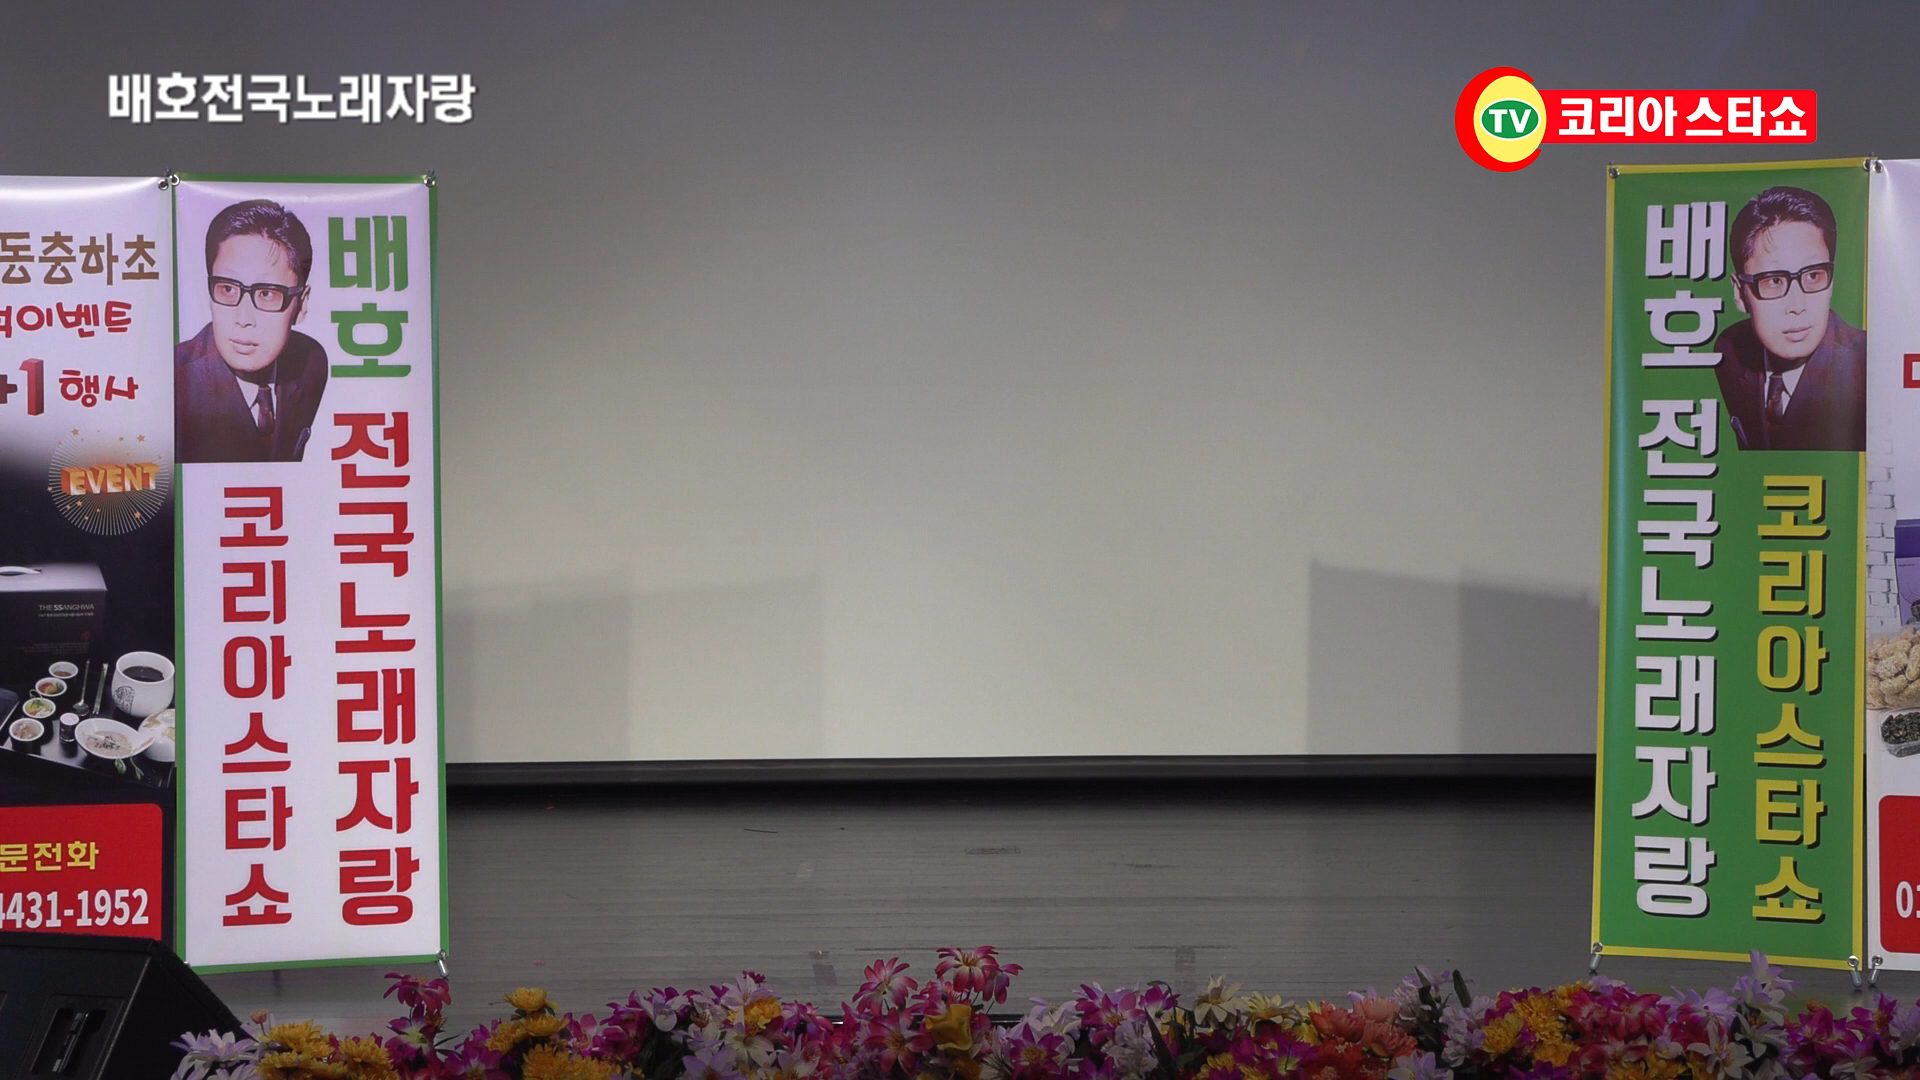 배호전국노래자랑
TV 코리아 스타쇼
동충하초
이벤트
+1 행사
EVENT
THE SSANGHWA
문전화
4431-1952
배호 전국노래자랑
코리아스타쇼
배호 전국노래자랑
코리아스타쇼